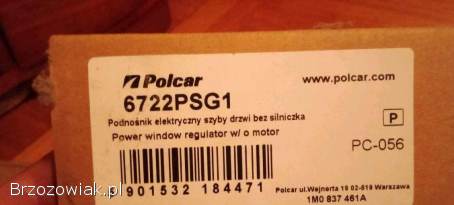 Polcar
www.polcar.com
6722PSG1
Podnośnik elektryczny szyby drzwi bez silniczka
P
Power window regulator w/o motor
PC-056
901532 184471
Polcar ul.Wejnerta 19 02-619 Warszawa
1M0 837 461A
Brzozowiak.pl